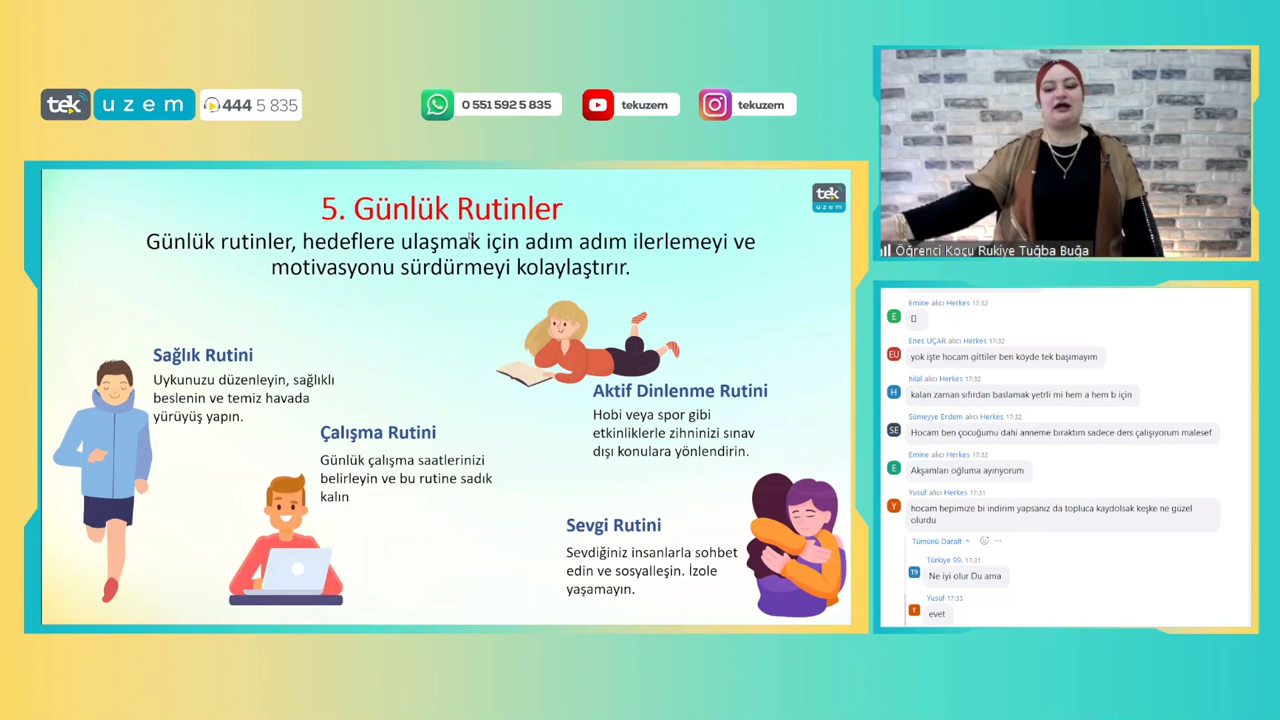 tek uzem 444 5 835
0 551 592 5 835
tekuzem
tekuzem
tek
uzem
5. Günlük Rutinler
Günlük rutinler, hedeflere ulaşmak için adım adım ilerlemeyi ve
motivasyonu sürdürmeyi kolaylaştırır.
Sağlık Rutini
Uykunuzu düzenleyin, sağlıklı
beslenin ve temiz havada
yürüyüş yapın.
Çalışma Rutini
Günlük çalışma saatlerinizi
belirleyin ve bu rutine sadık
kalın
Aktif Dinlenme Rutini
Hobi veya spor gibi
etkinliklerle zihninizi sınav
dışı konulara yönlendirin.
Sevgi Rutini
Sevdiğiniz insanlarla sohbet
edin ve sosyalleşin. İzole
yaşamayın.
Öğrenci Koçu Rukiye Tuğba Buğa
Emine alıcı Herkes 17:32
E
Enes UÇAR alıcı Herkes 17:32
EU yok işte hocam gittiler ben köyde tek başımayım
hilal alıcı Herkes 17:32
H kalan zaman sıfırdan baslamak yetrli mi hem a hem b için
Sümeyye Erdem alıcı Herkes 17:32
SE Hocam ben çocuğumu dahi anneme bıraktım sadece ders çalışıyorum malesef
Emine alıcı Herkes 17:32
E Akşamları oğluma ayırıyorum
Yusuf alıcı Herkes 17:31
Y hocam hepimize bi indirim yapsanız da topluca kaydolsak keşke ne güzel
olurdu
Tümünü Daralt
Türkiye 99. 17:31
T9 Ne iyi olur Du ama
Yusuf 17:33
Y evet